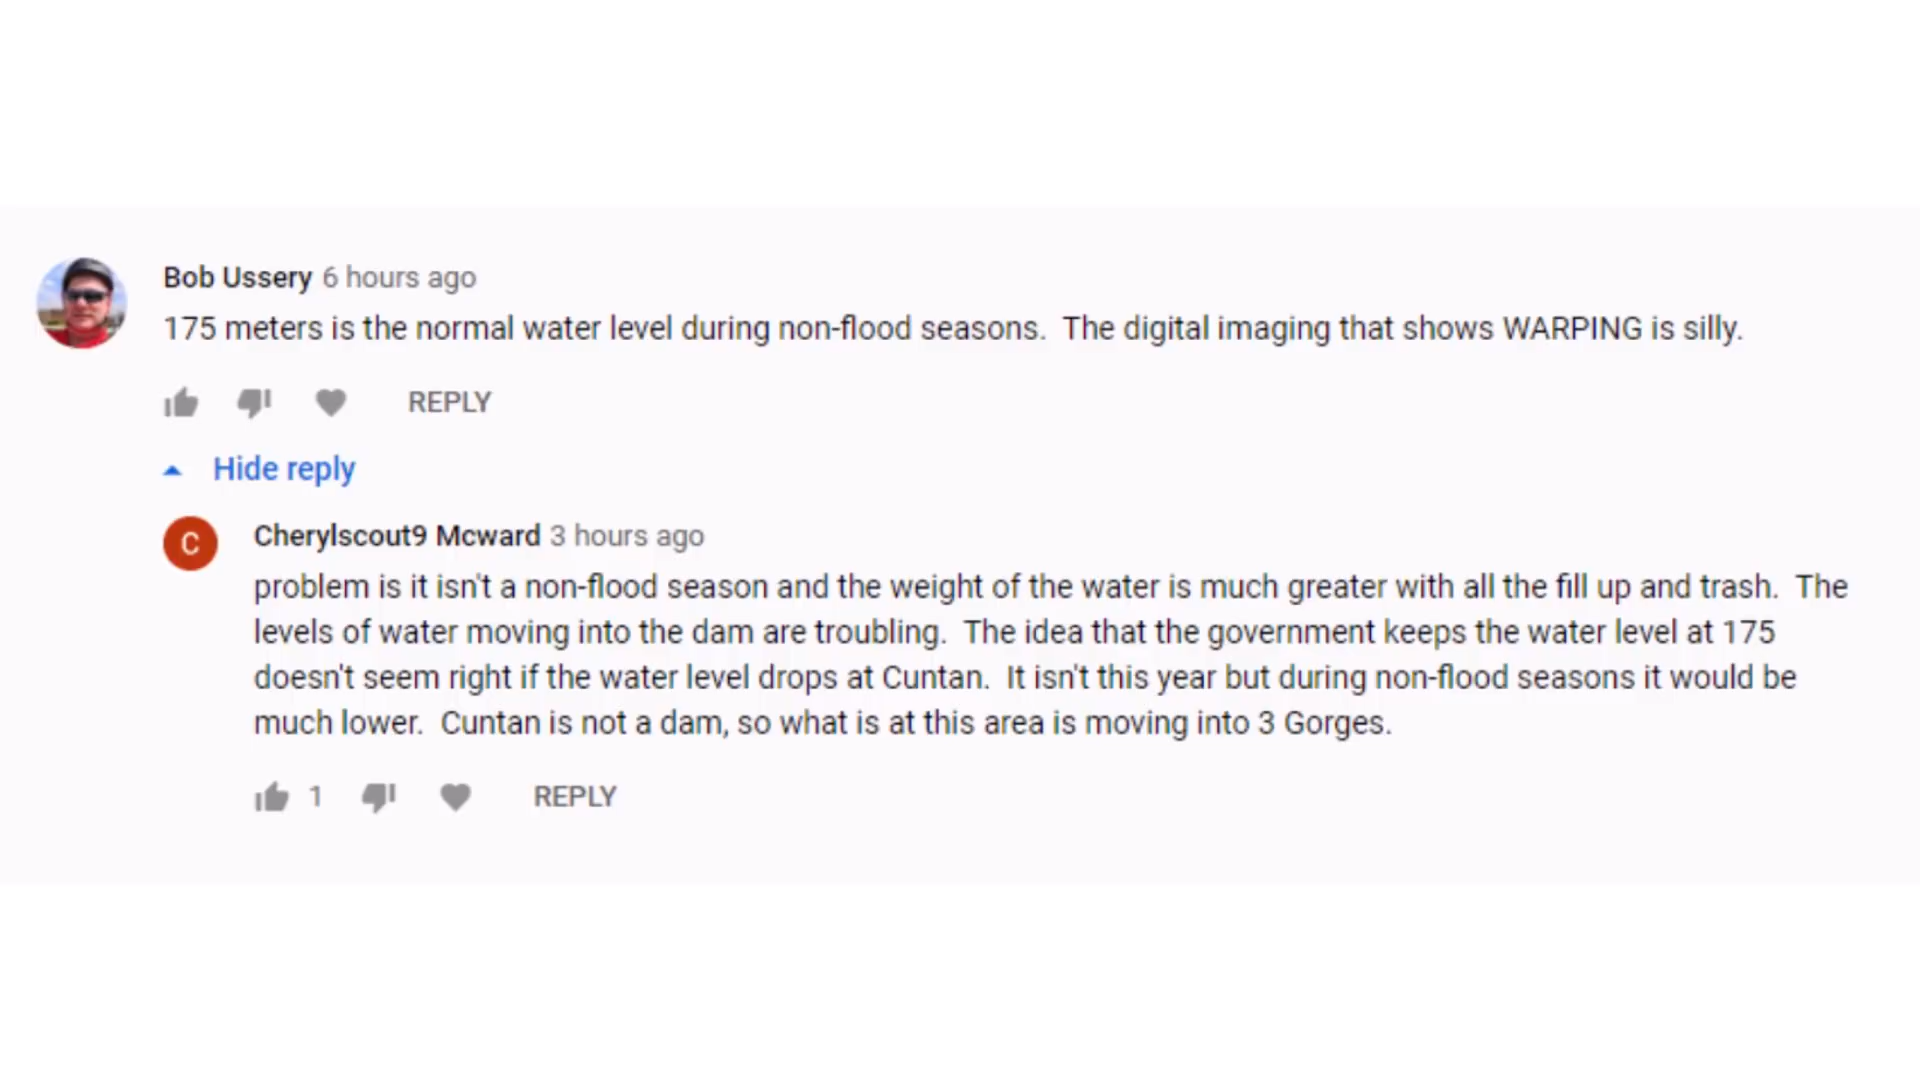 Bob Ussery 6 hours ago
175 meters is the normal water level during non-flood seasons.  The digital imaging that shows WARPING is silly.
REPLY
Hide reply
C
Cherylscout9 Mcward 3 hours ago
problem is it isn't a non-flood season and the weight of the water is much greater with all the fill up and trash.  The
levels of water moving into the dam are troubling.  The idea that the government keeps the water level at 175
doesn't seem right if the water level drops at Cuntan.  It isn't this year but during non-flood seasons it would be
much lower.  Cuntan is not a dam, so what is at this area is moving into 3 Gorges.
1 REPLY